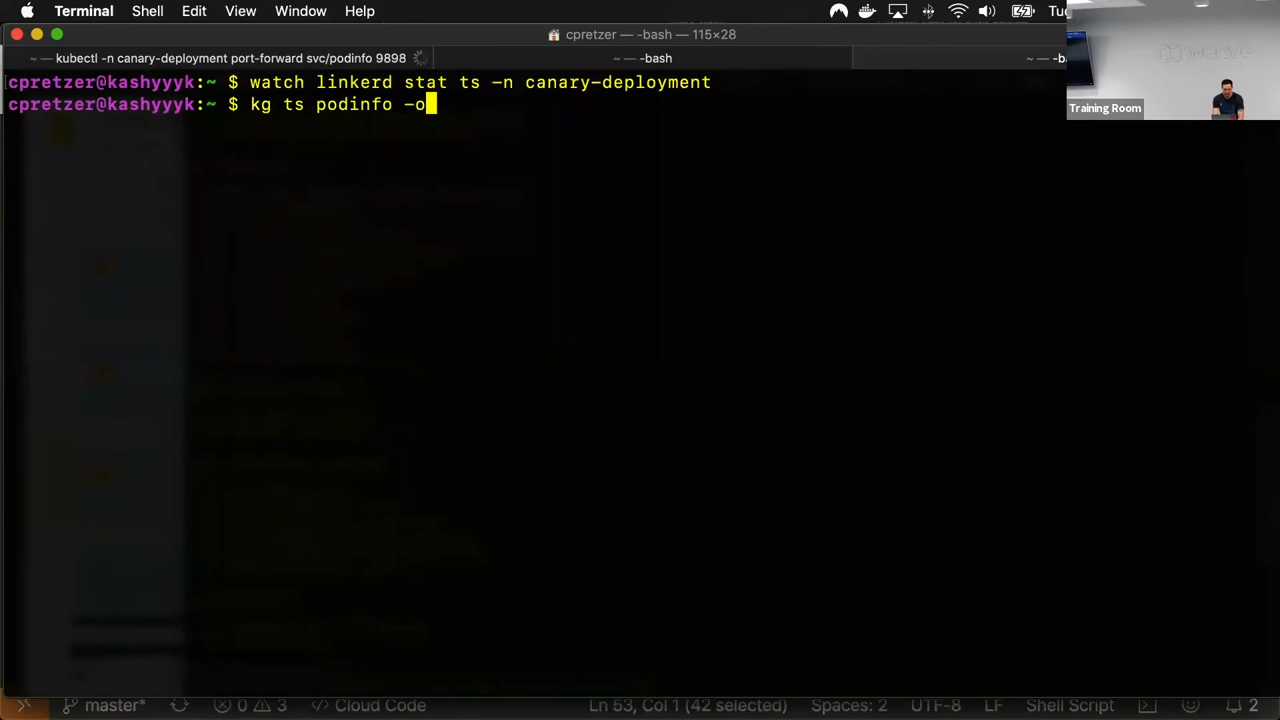 Terminal Shell Edit View Window Help
cpretzer — -bash — 115×28
~ — kubectl -n canary-deployment port-forward svc/podinfo 9898
~ — -bash
cpretzer@kashyyyk:~ $ watch linkerd stat ts -n canary-deployment
cpretzer@kashyyyk:~ $ kg ts podinfo -o
Training Room
weave
master* 0 3 Cloud Code Ln 53, Col 1 (42 selected) Spaces: 2 UTF-8 LF Shell Script 2